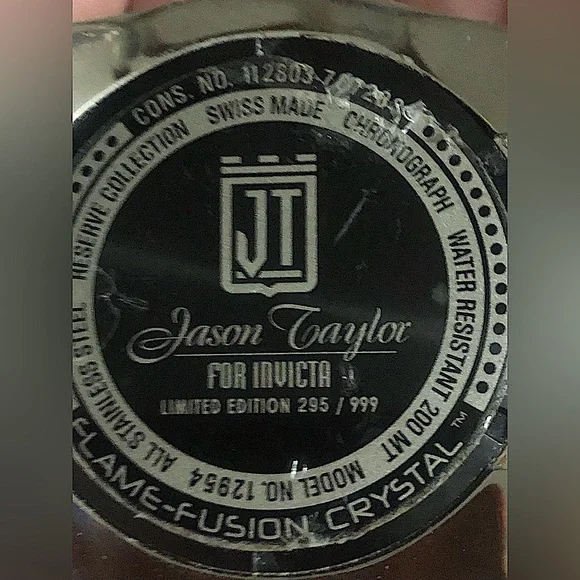 CONS. NO.
RESERVE COLLECTION SWISS MADE CHRONOGRAPH WATER RESISTANT 200 MT MODEL NO. 12954 ALL STAINLESS STEEL
JT
Jason Taylor
FOR INVICTA
LIMITED EDITION 295 / 999
FLAME-FUSION CRYSTAL™